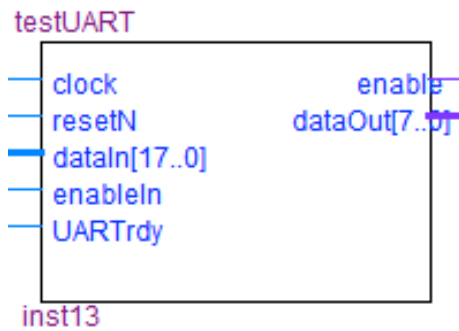 testUART
clock enable
resetN dataOut[7..0]
dataIn[17..0]
enableIn
UARTrdy
inst13